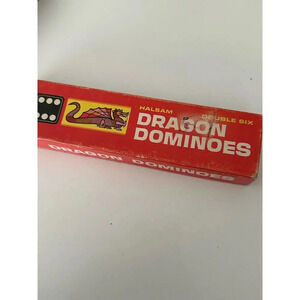 HALSAM DOUBLE SIX
DRAGON
DOMINOES
DRAGON DOMINOES